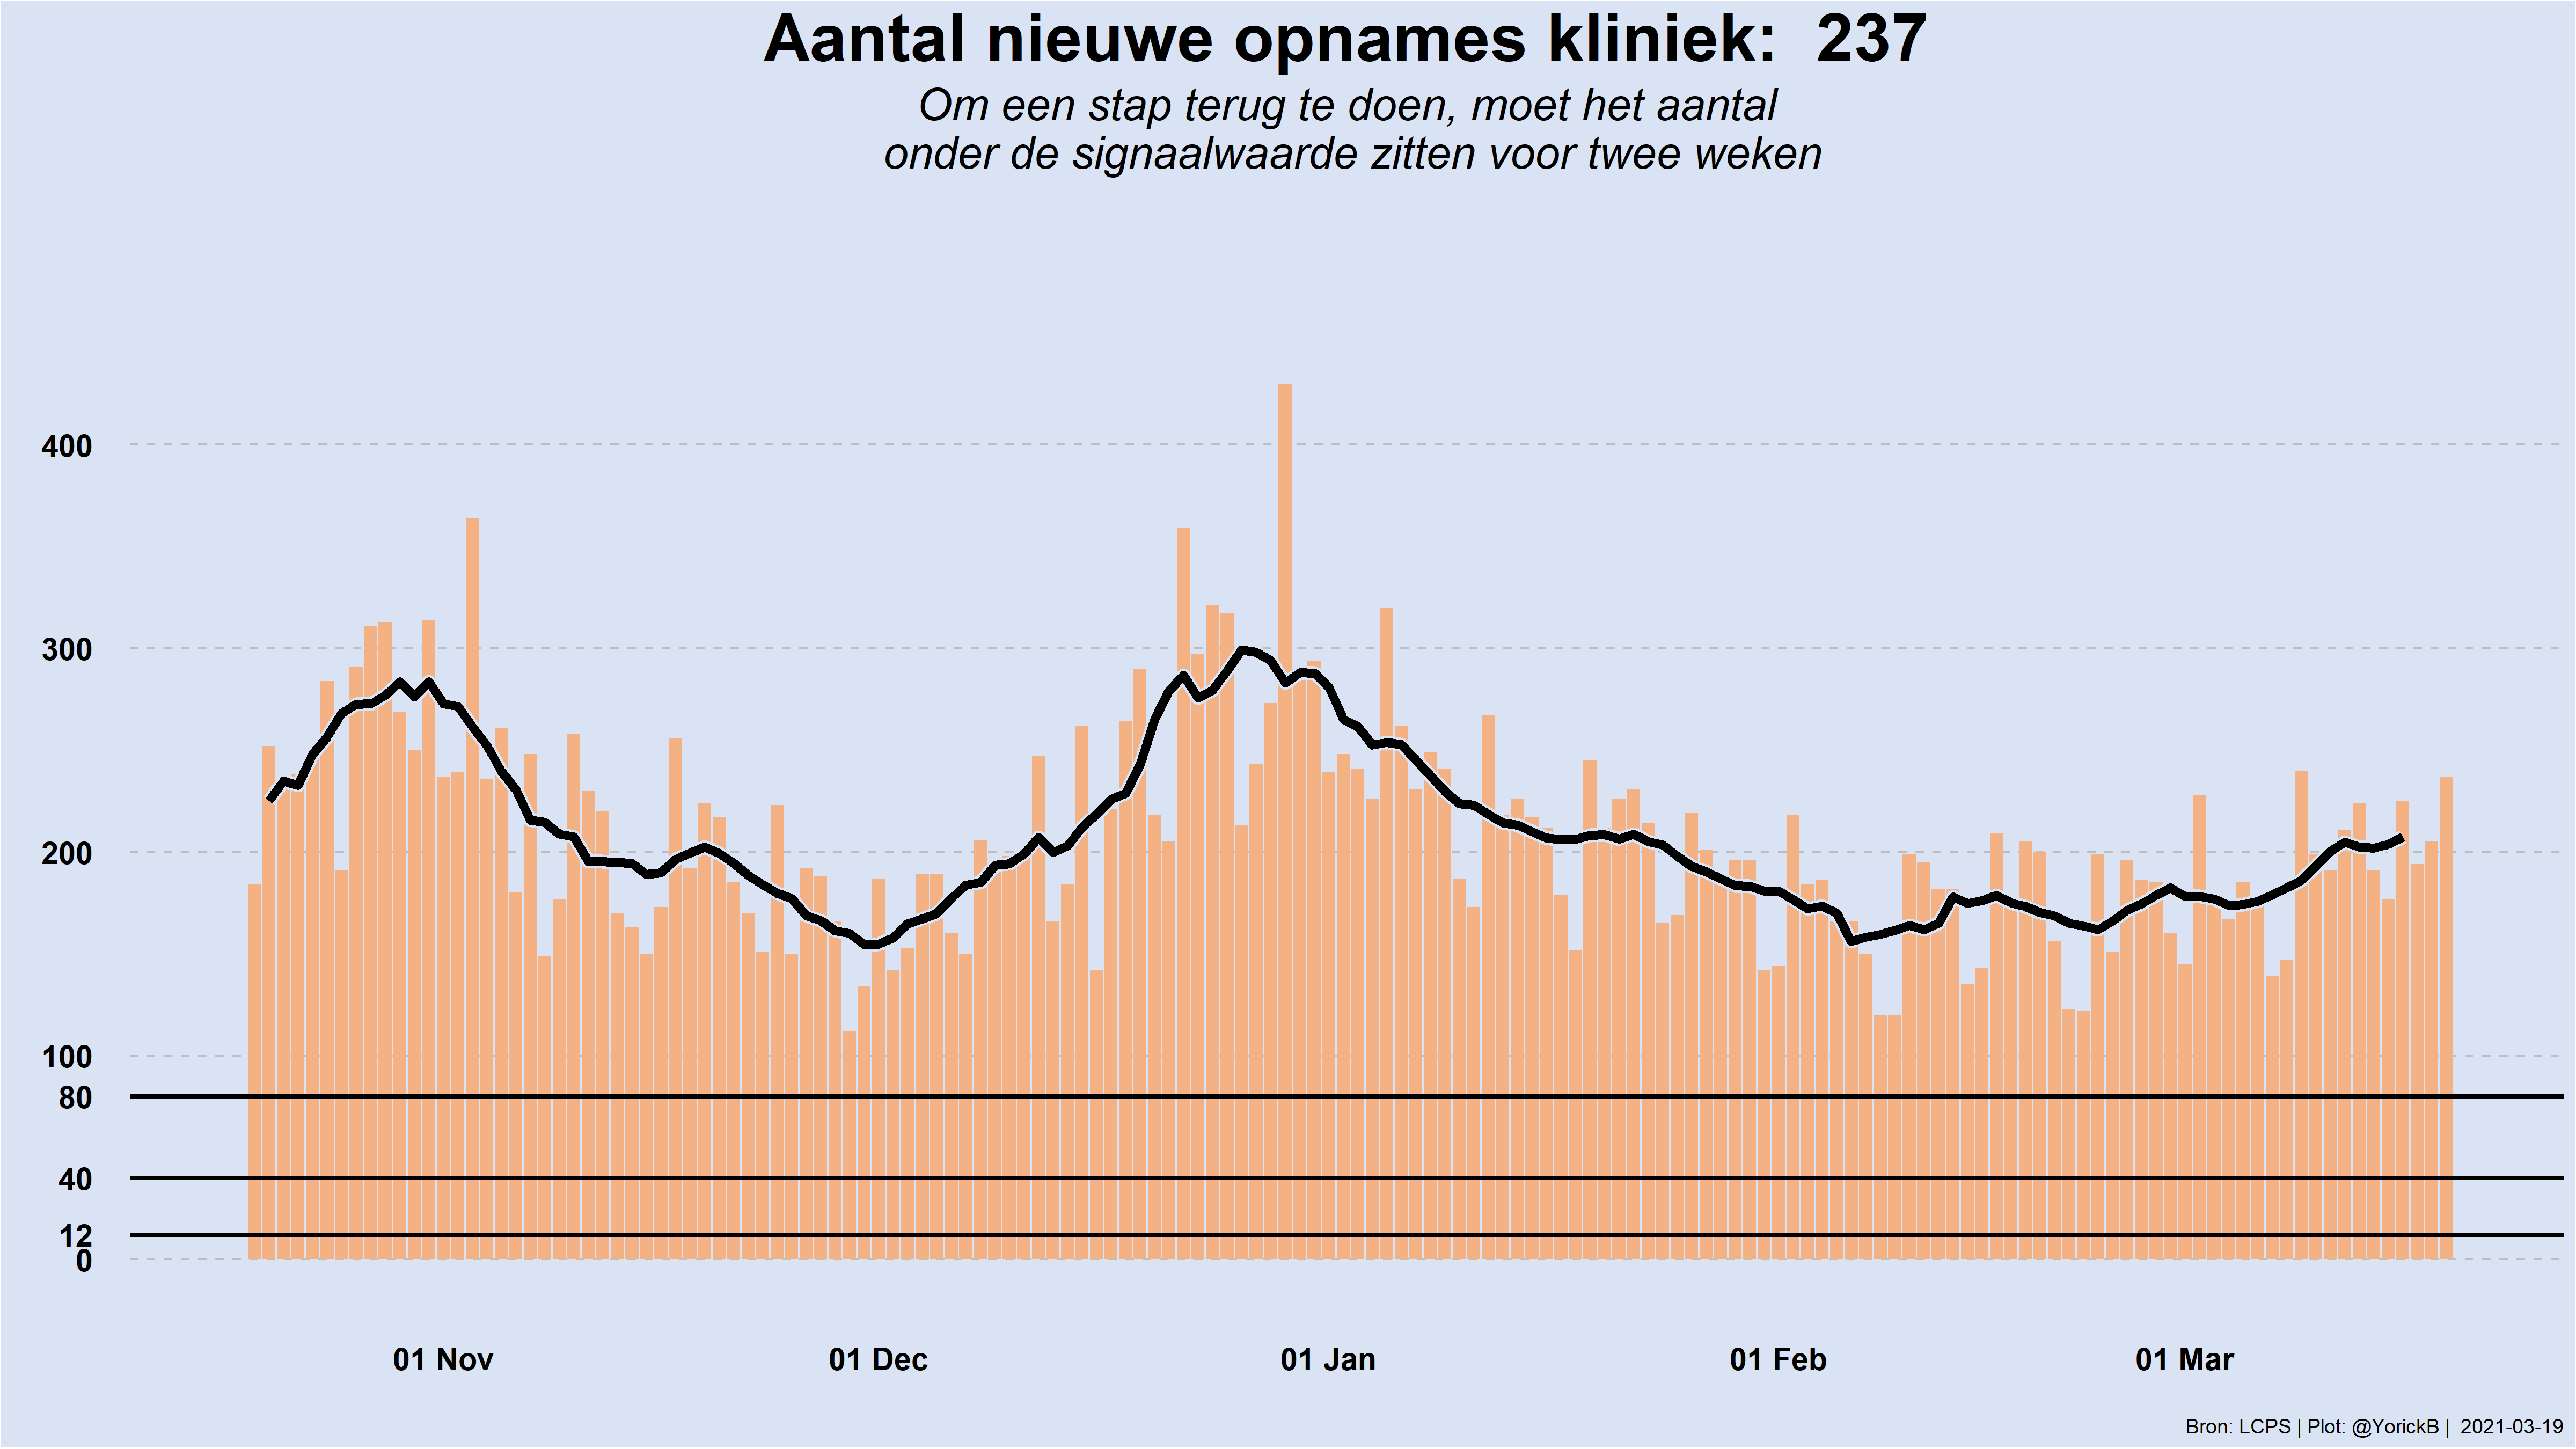 Aantal nieuwe opnames kliniek: 237
Om een stap terug te doen, moet het aantal
onder de signaalwaarde zitten voor twee weken
400
300
200
100
80
40
12
0
01 Nov 01 Dec 01 Jan 01 Feb 01 Mar
Bron: LCPS | Plot: @YorickB | 2021-03-19